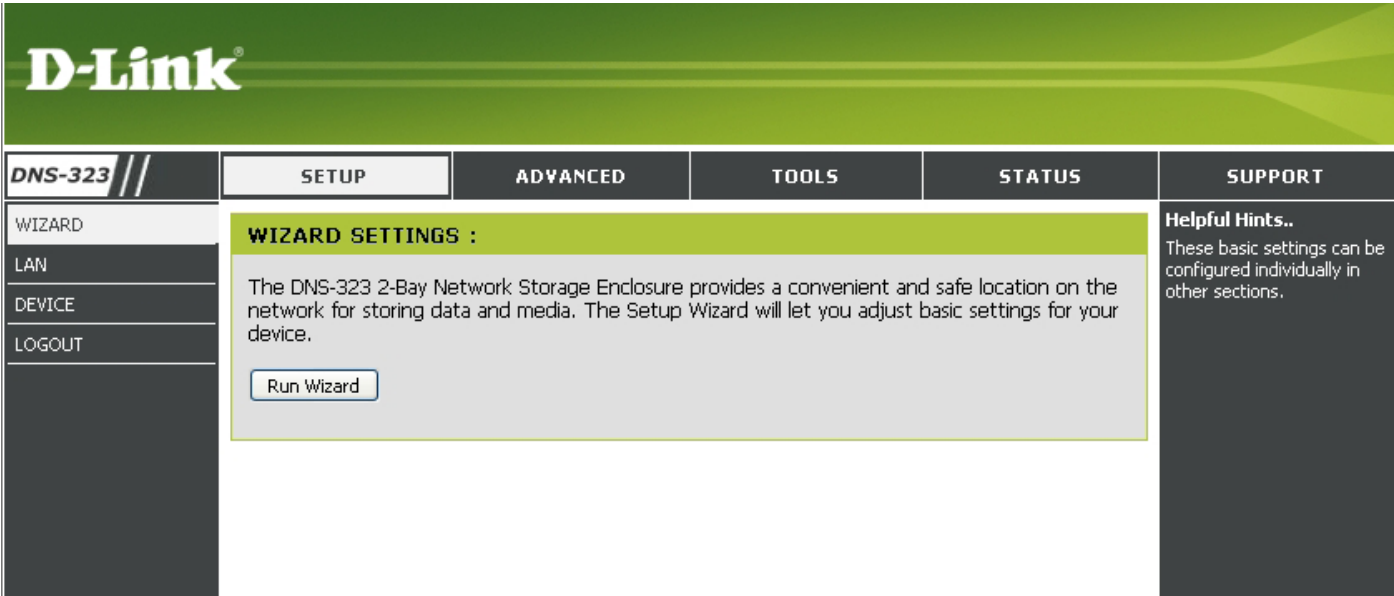 D-Link®
DNS-323
SETUP
ADVANCED
TOOLS
STATUS
SUPPORT
WIZARD
LAN
DEVICE
LOGOUT
WIZARD SETTINGS :
The DNS-323 2-Bay Network Storage Enclosure provides a convenient and safe location on the
network for storing data and media. The Setup Wizard will let you adjust basic settings for your
device.
Run Wizard
Helpful Hints..
These basic settings can be
configured individually in
other sections.